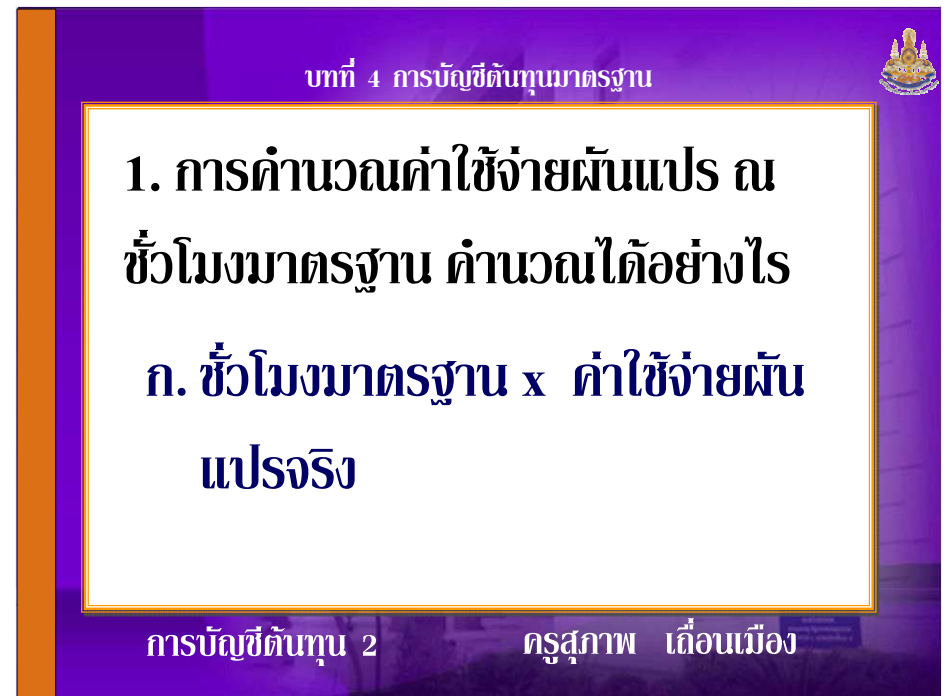 บทที่ 4 การบัญชีต้นทุนมาตรฐาน
1. การคำนวณค่าใช้จ่ายผันแปร ณ
ชั่วโมงมาตรฐาน คำนวณได้อย่างไร
ก. ชั่วโมงมาตรฐาน x ค่าใช้จ่ายผัน
แปรจริง
การบัญชีต้นทุน 2 ครูสุภาพ เถื่อนเมือง